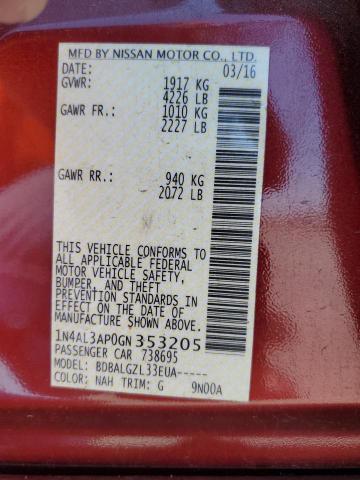 MFD BY NISSAN MOTOR CO., LTD.
DATE: 03/16
GVWR: 1917 KG
4226 LB
GAWR FR.: 1010 KG
2227 LB
GAWR RR.: 940 KG
2072 LB
THIS VEHICLE CONFORMS TO
ALL APPLICABLE FEDERAL
MOTOR VEHICLE SAFETY,
BUMPER, AND THEFT
PREVENTION STANDARDS IN
EFFECT ON THE DATE OF
MANUFACTURE SHOWN ABOVE.
1N4AL3AP0GN353205
PASSENGER CAR 738695
MODEL: BDBALGZL33EUA-----
COLOR: NAH TRIM: G 9N00A